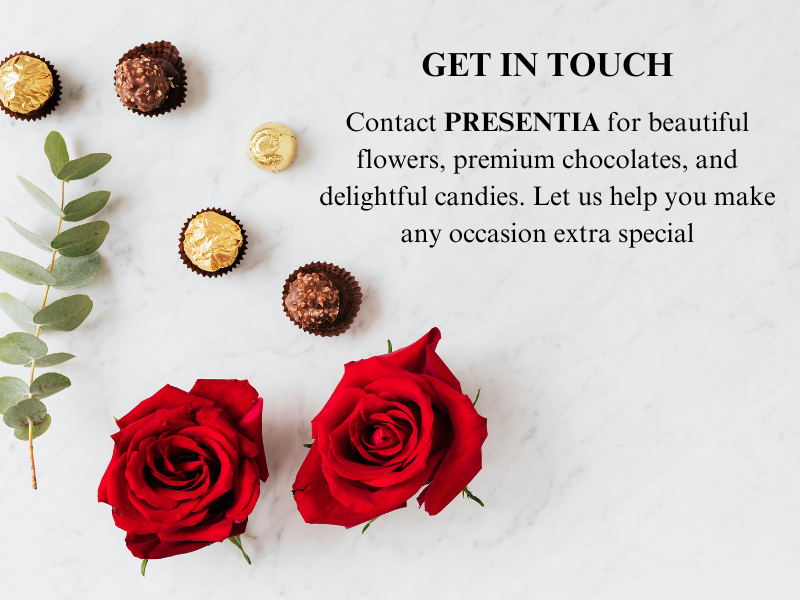 GET IN TOUCH
Contact PRESENTIA for beautiful
flowers, premium chocolates, and
delightful candies. Let us help you make
any occasion extra special